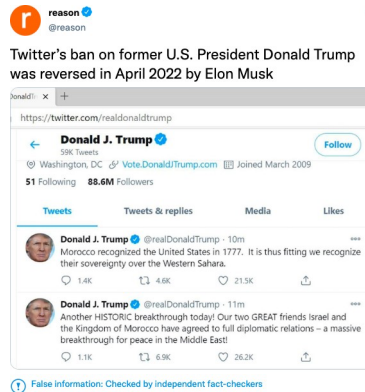 reason
@reason
Twitter's ban on former U.S. President Donald Trump
was reversed in April 2022 by Elon Musk
DonaldTr × +
https://twitter.com/realdonaldtrump
Donald J. Trump
59K Tweets
Follow
Washington, DC Vote.DonaldJTrump.com Joined March 2009
51 Following 88.6M Followers
Tweets Tweets & replies Media Likes
Donald J. Trump @realDonaldTrump · 10m
Morocco recognized the United States in 1777. It is thus fitting we recognize
their sovereignty over the Western Sahara.
1.4K 4.6K 21.5K
Donald J. Trump @realDonaldTrump · 11m
Another HISTORIC breakthrough today! Our two GREAT friends Israel and
the Kingdom of Morocco have agreed to full diplomatic relations – a massive
breakthrough for peace in the Middle East!
1.1K 6.9K 26.2K
False information: Checked by independent fact-checkers